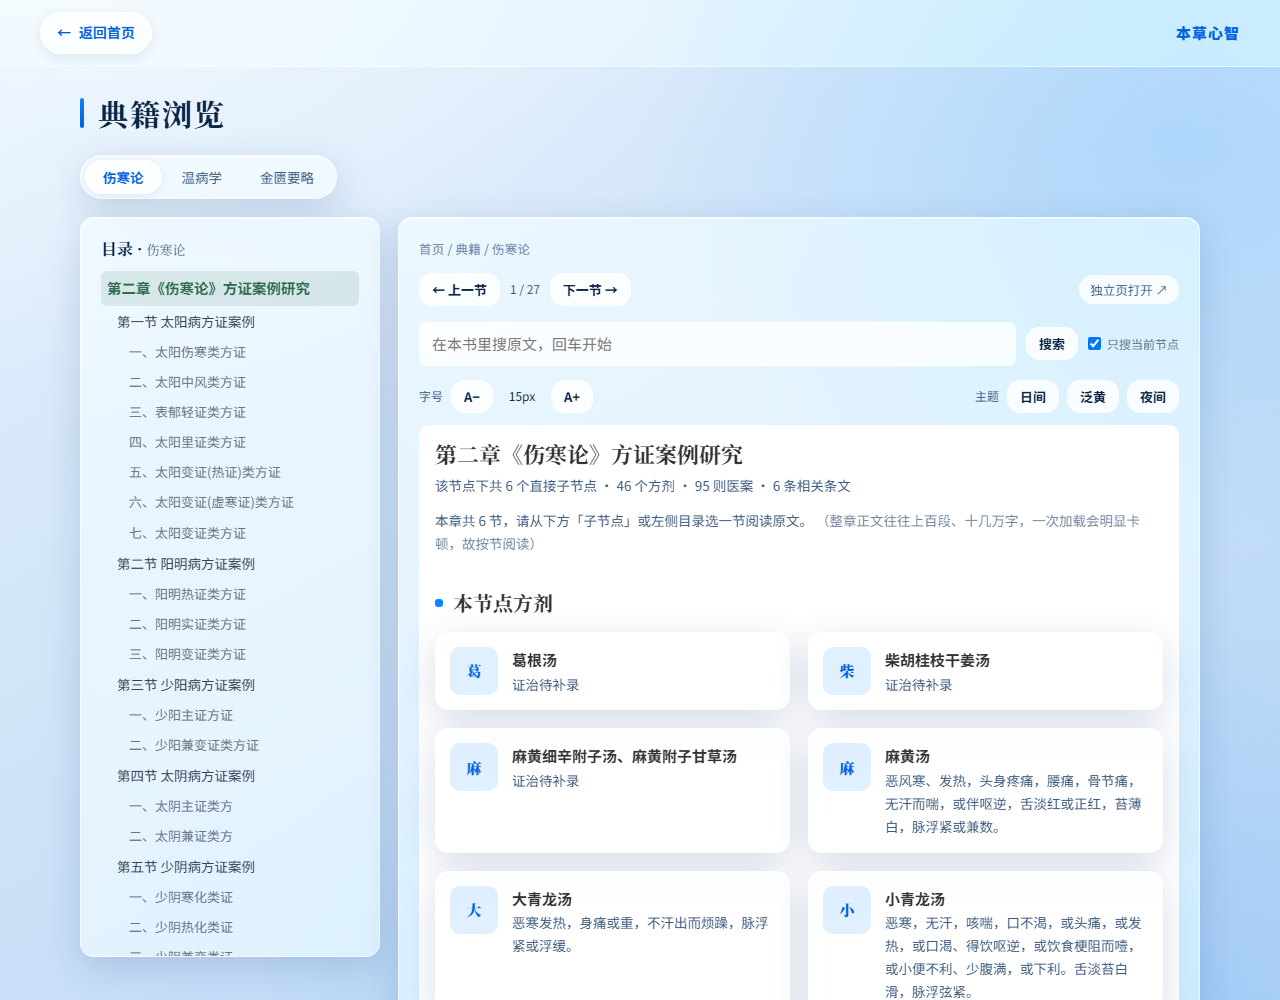 ← 返回首页
本草心智
典籍浏览
伤寒论
温病学
金匮要略
目录 · 伤寒论
第二章《伤寒论》方证案例研究
第一节 太阳病方证案例
一、太阳伤寒类方证
二、太阳中风类方证
三、表郁轻证类方证
四、太阳里证类方证
五、太阳变证(热证)类方证
六、太阳变证(虚寒证)类方证
七、太阳变证类方证
第二节 阳明病方证案例
一、阳明热证类方证
二、阳明实证类方证
三、阳明变证类方证
第三节 少阳病方证案例
一、少阳主证方证
二、少阳兼变证类方证
第四节 太阴病方证案例
一、太阴主证类方
二、太阴兼证类方
第五节 少阴病方证案例
一、少阴寒化类证
二、少阴热化类证
首页 / 典籍 / 伤寒论
← 上一节
1 / 27
下一节 →
独立页打开 ↗
在本书里搜原文，回车开始
搜索
只搜当前节点
字号
A−
15px
A+
主题
日间
泛黄
夜间
第二章《伤寒论》方证案例研究
该节点下共 6 个直接子节点 · 46 个方剂 · 95 则医案 · 6 条相关条文
本章共 6 节，请从下方「子节点」或左侧目录选一节阅读原文。（整章正文往往上百段、十几万字，一次加载会明显卡
顿，故按节阅读）
本节点方剂
葛
葛根汤
证治待补录
柴
柴胡桂枝干姜汤
证治待补录
麻
麻黄细辛附子汤、麻黄附子甘草汤
证治待补录
麻
麻黄汤
恶风寒、发热，头身疼痛，腰痛，骨节痛，
无汗而喘，或伴呕逆，舌淡红或正红，苔薄
白，脉浮紧或兼数。
大
大青龙汤
恶寒发热，身痛或重，不汗出而烦躁，脉浮
紧或浮缓。
小
小青龙汤
恶寒，无汗，咳喘，口不渴，或头痛，或发
热，或口渴、得饮呕逆，或饮食梗阻而噎，
或小便不利、少腹满，或下利。舌淡苔白
滑，脉浮弦紧。